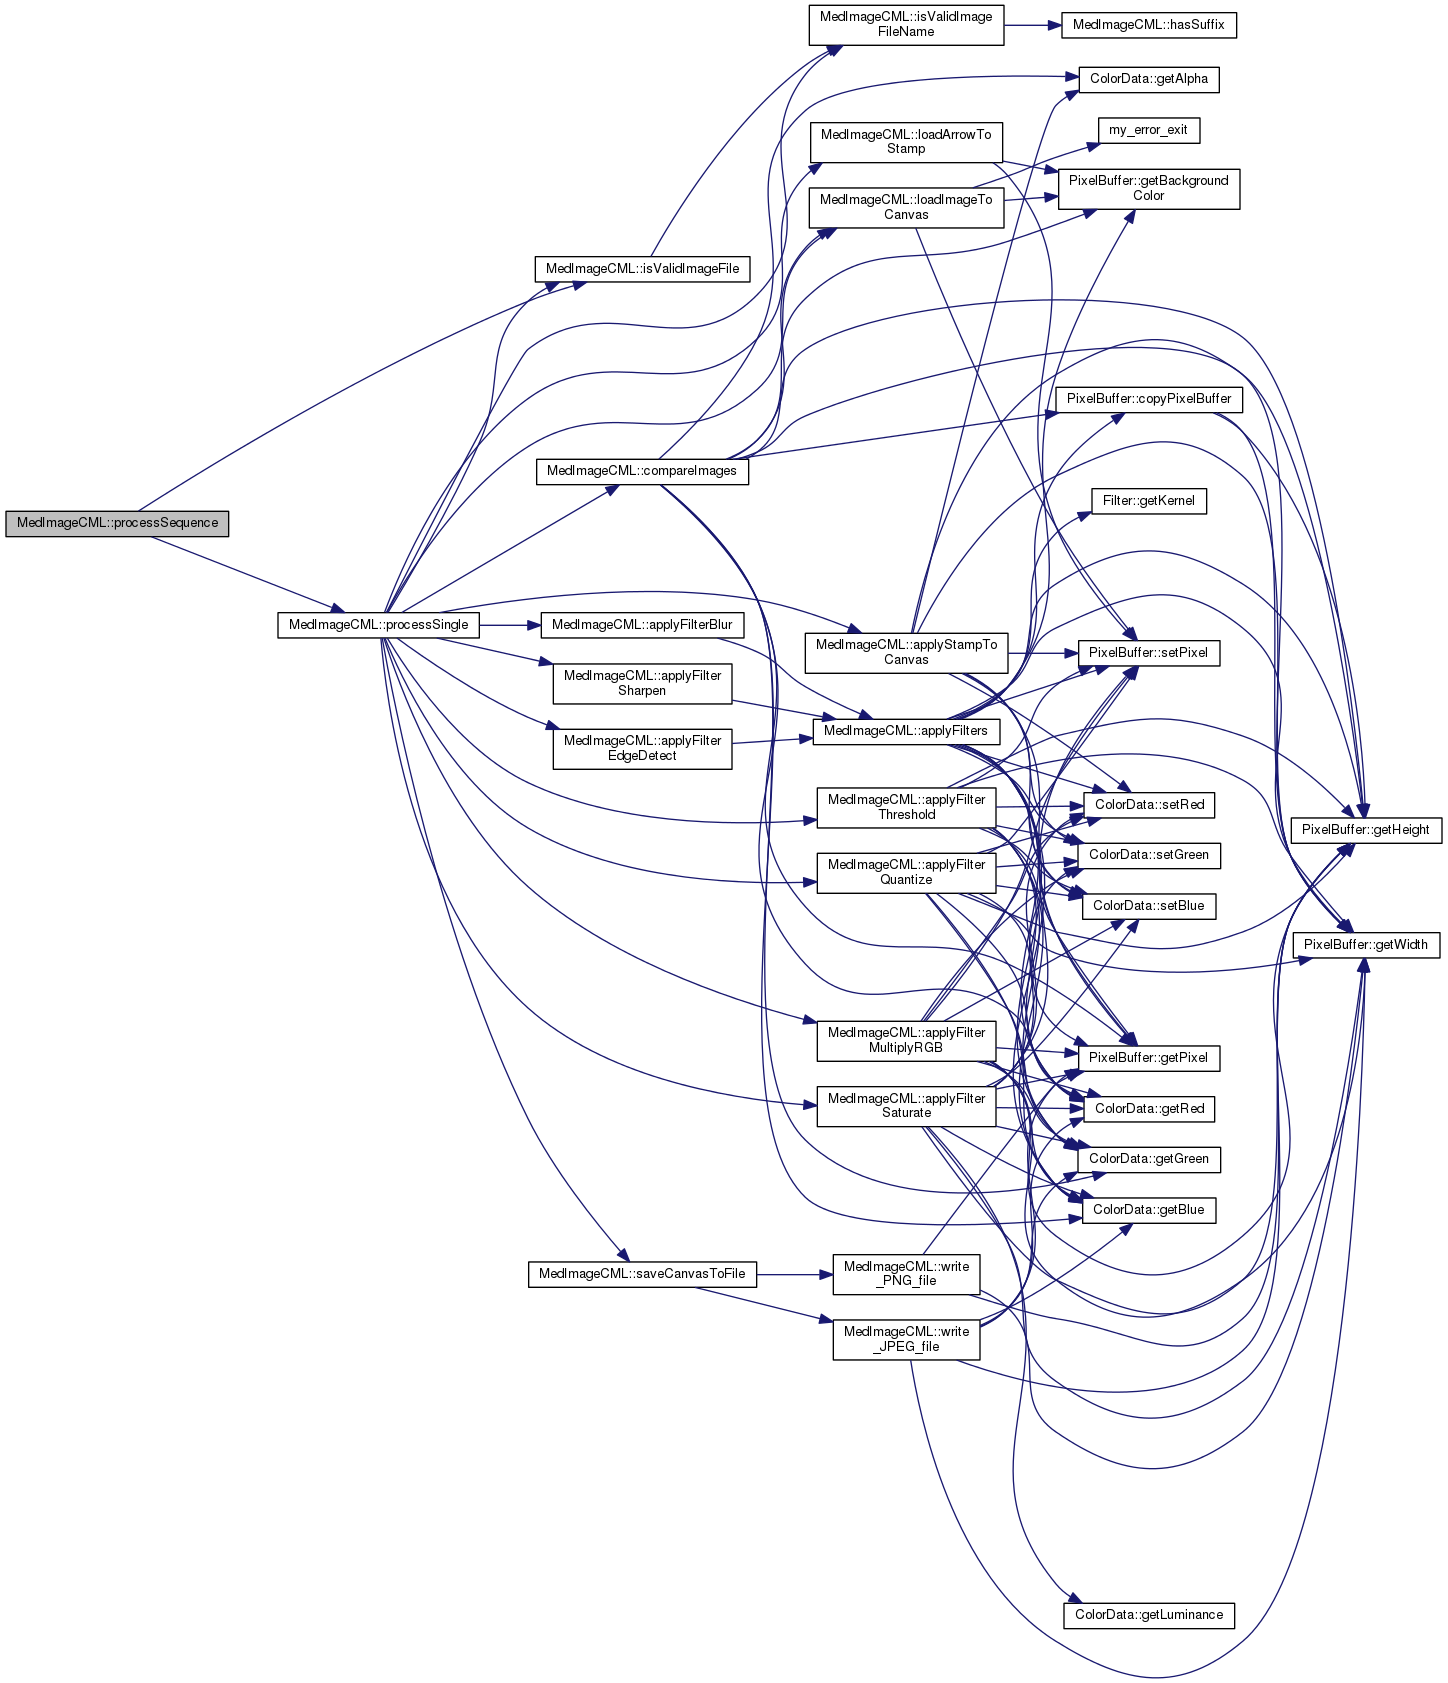 MedImageCML::processSequence
MedImageCML::isValidImageFile
MedImageCML::processSingle
MedImageCML::compareImages
MedImageCML::applyFilterBlur
MedImageCML::applyFilter
Sharpen
MedImageCML::applyFilter
EdgeDetect
MedImageCML::saveCanvasToFile
MedImageCML::isValidImage
FileName
MedImageCML::loadArrowTo
Stamp
MedImageCML::loadImageTo
Canvas
MedImageCML::applyStampTo
Canvas
MedImageCML::applyFilters
MedImageCML::applyFilter
Threshold
MedImageCML::applyFilter
Quantize
MedImageCML::applyFilter
MultiplyRGB
MedImageCML::applyFilter
Saturate
MedImageCML::write
_PNG_file
MedImageCML::write
_JPEG_file
MedImageCML::hasSuffix
ColorData::getAlpha
my_error_exit
PixelBuffer::getBackground
Color
PixelBuffer::copyPixelBuffer
Filter::getKernel
PixelBuffer::setPixel
ColorData::setRed
ColorData::setGreen
ColorData::setBlue
PixelBuffer::getPixel
ColorData::getRed
ColorData::getGreen
ColorData::getBlue
ColorData::getLuminance
PixelBuffer::getHeight
PixelBuffer::getWidth